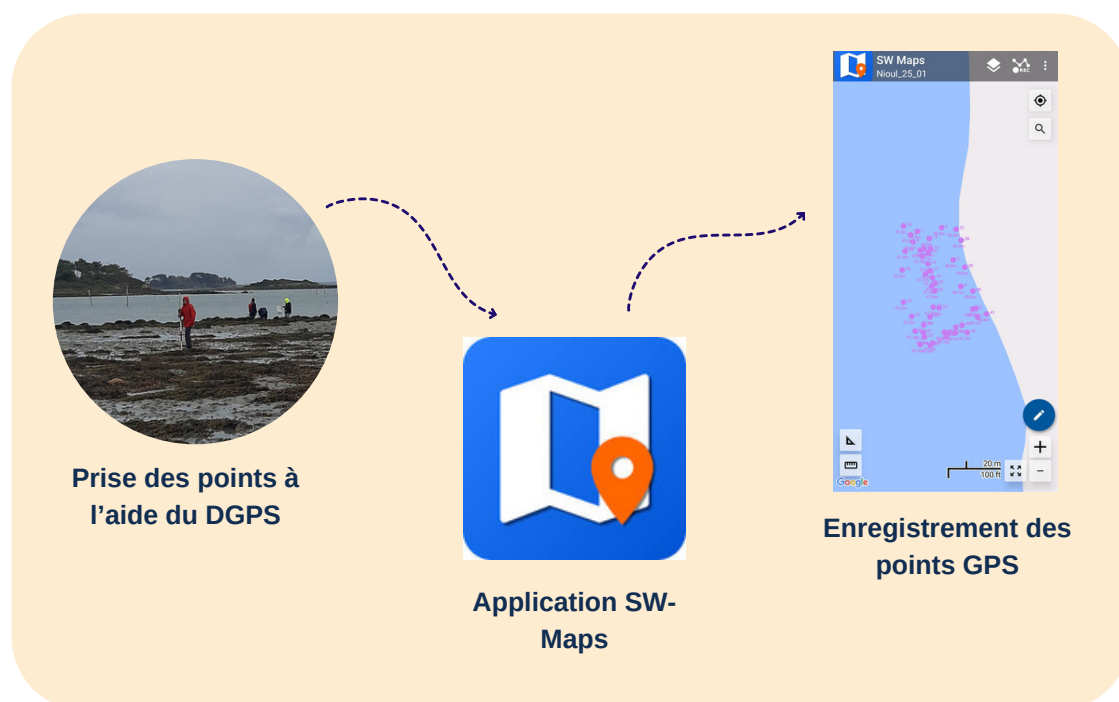 SW Maps
Nioul_25_01
REC
20 m
100 ft
Google
Prise des points à
l'aide du DGPS
Application SW-
Maps
Enregistrement des
points GPS